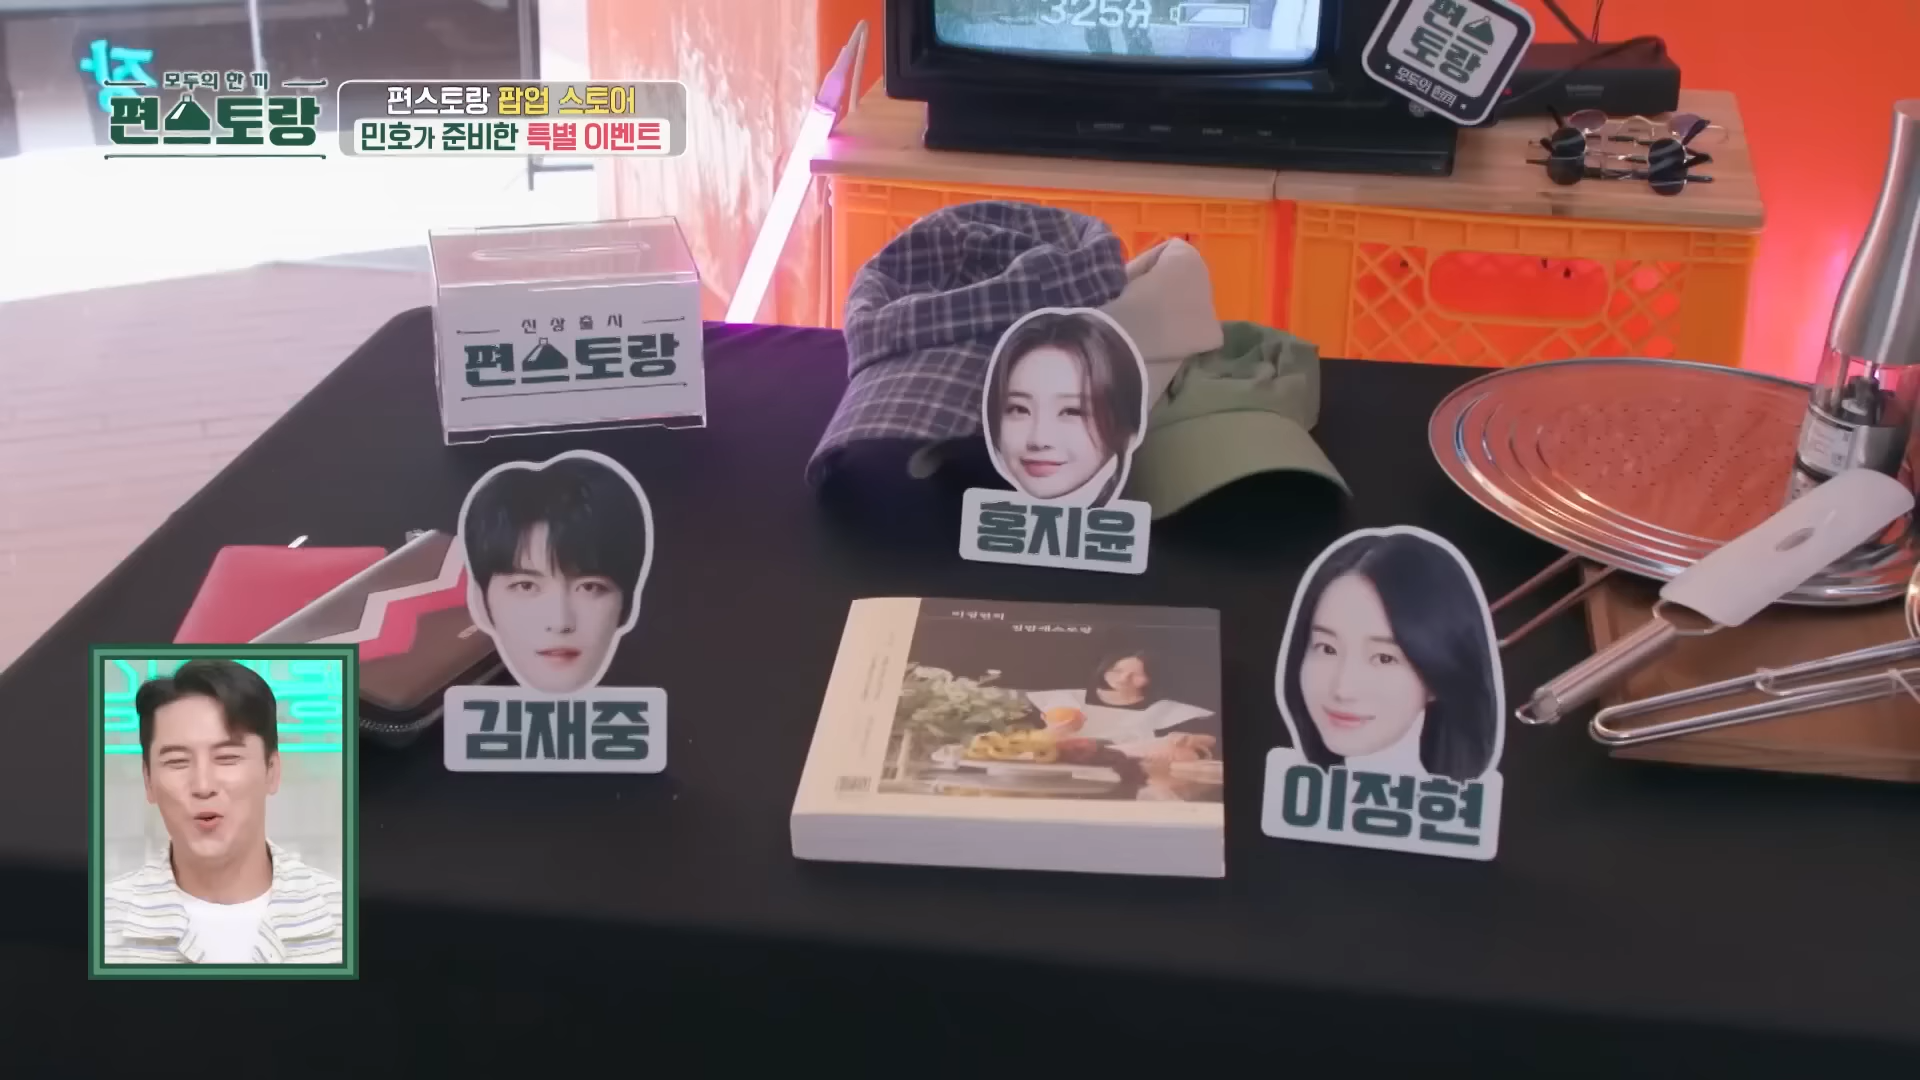 모두의 한 끼
편스토랑
편스토랑 팝업 스토어
민호가 준비한 특별 이벤트
325分
편스
토랑
모두의 한끼
신상출시
편스토랑
홍지윤
김재중
이정현의
집밥레스토랑
이정현